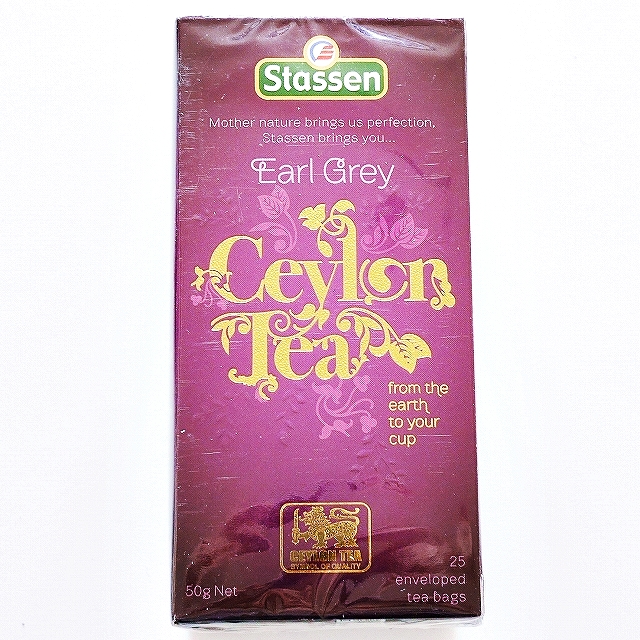 Stassen
Mother nature brings us perfection,
Stassen brings you...
Earl Grey
Ceylon
Tea
from the
earth
to your
cup
CEYLON TEA
SYMBOL OF QUALITY
50g Net
25
enveloped
tea bags